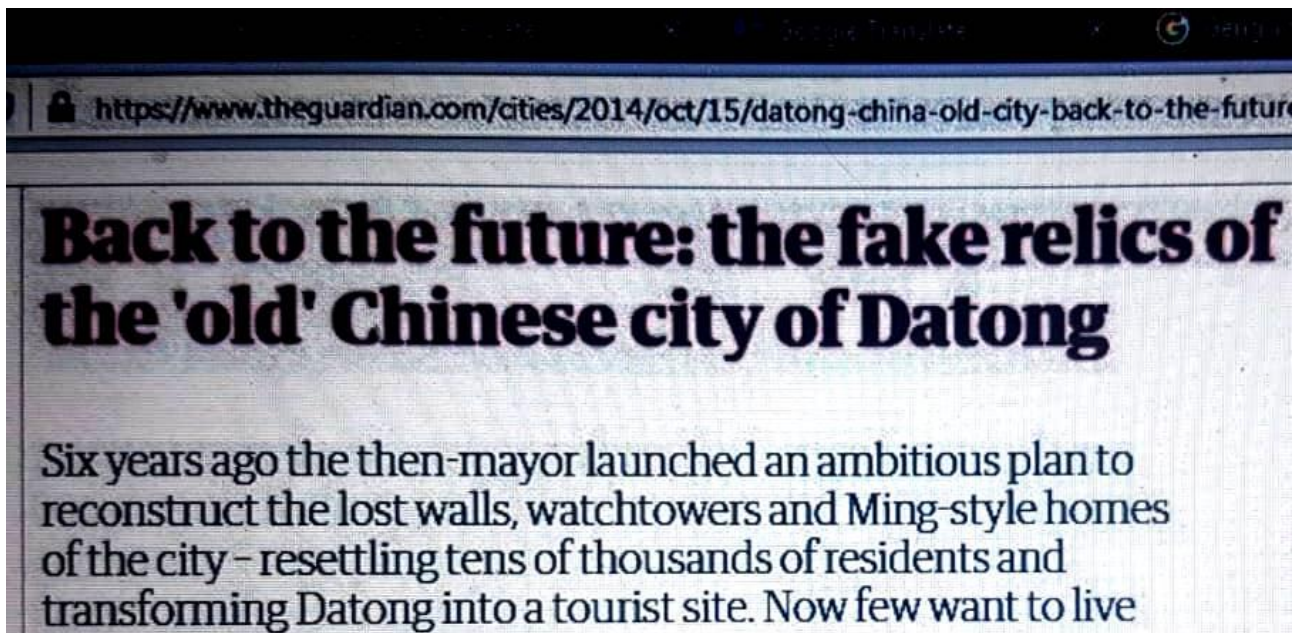 Google Translate
https://www.theguardian.com/cities/2014/oct/15/datong-china-old-city-back-to-the-future
Back to the future: the fake relics of
the 'old' Chinese city of Datong
Six years ago the then-mayor launched an ambitious plan to
reconstruct the lost walls, watchtowers and Ming-style homes
of the city – resettling tens of thousands of residents and
transforming Datong into a tourist site. Now few want to live